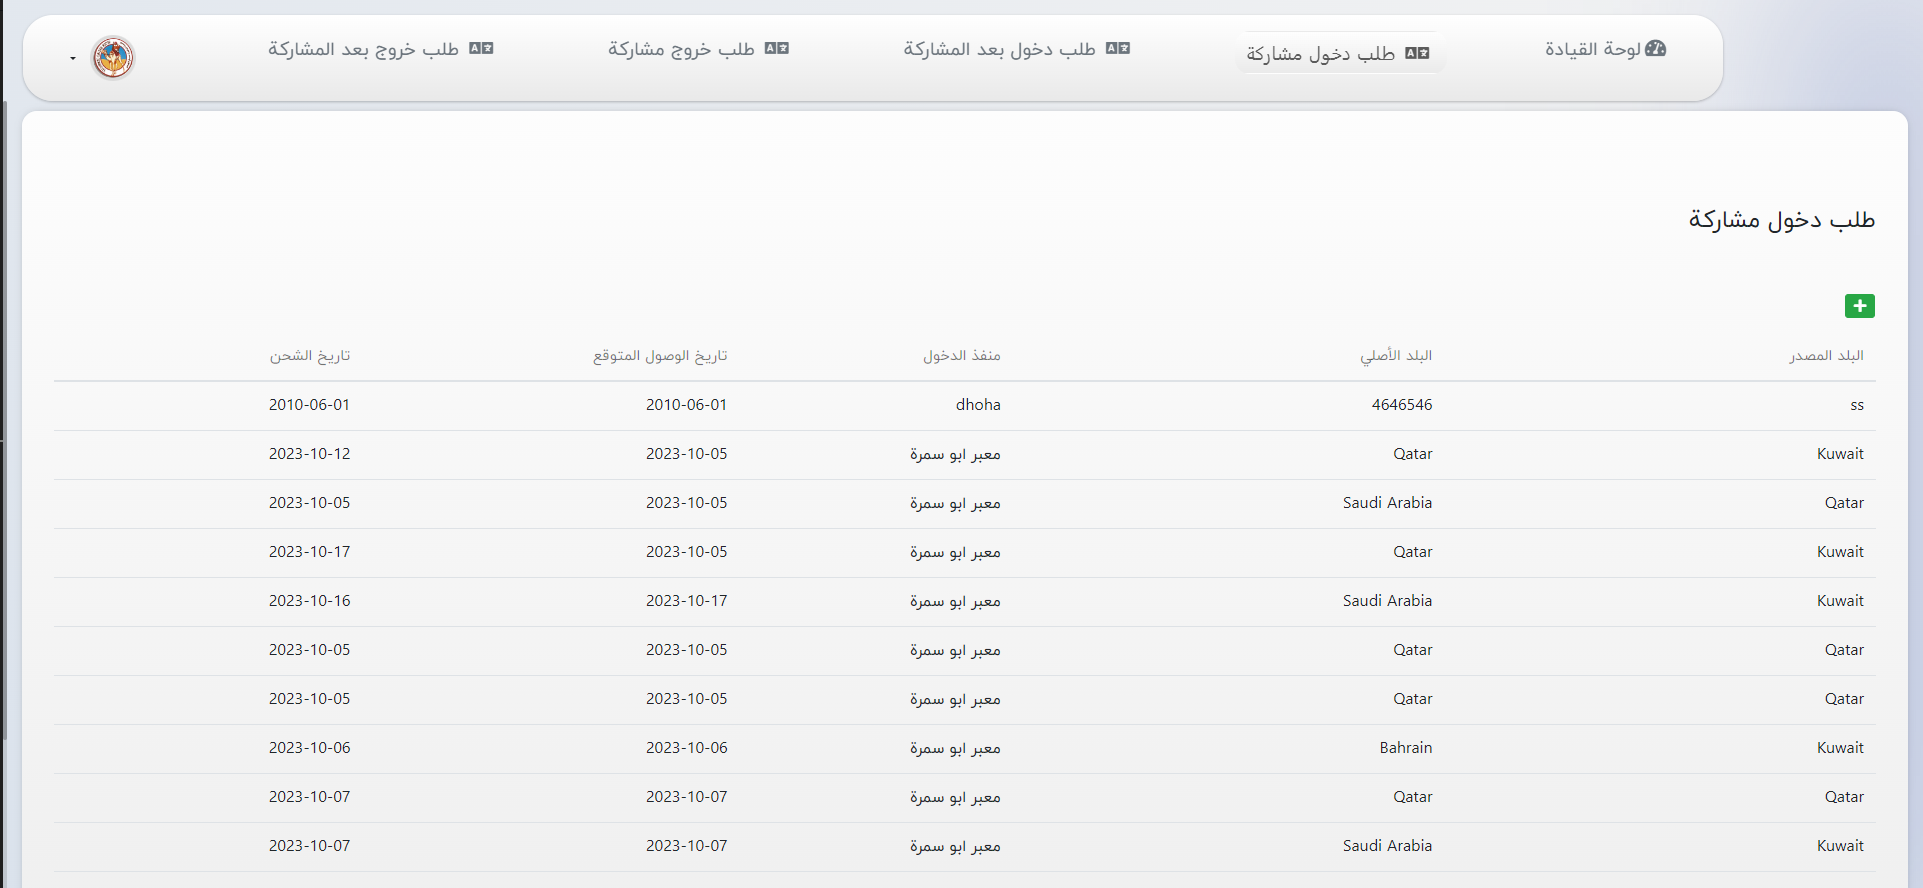 لوحة القيادة
طلب دخول مشاركة
طلب دخول بعد المشاركة
طلب خروج مشاركة
طلب خروج بعد المشاركة
طلب دخول مشاركة
+
البلد المصدر البلد الأصلي منفذ الدخول تاريخ الوصول المتوقع تاريخ الشحن
ss 4646546 dhoha 2010-06-01 2010-06-01
Kuwait Qatar معبر ابو سمرة 2023-10-05 2023-10-12
Qatar Saudi Arabia معبر ابو سمرة 2023-10-05 2023-10-05
Kuwait Qatar معبر ابو سمرة 2023-10-05 2023-10-17
Kuwait Saudi Arabia معبر ابو سمرة 2023-10-17 2023-10-16
Qatar Qatar معبر ابو سمرة 2023-10-05 2023-10-05
Qatar Qatar معبر ابو سمرة 2023-10-05 2023-10-05
Kuwait Bahrain معبر ابو سمرة 2023-10-06 2023-10-06
Qatar Qatar معبر ابو سمرة 2023-10-07 2023-10-07
Kuwait Saudi Arabia معبر ابو سمرة 2023-10-07 2023-10-07